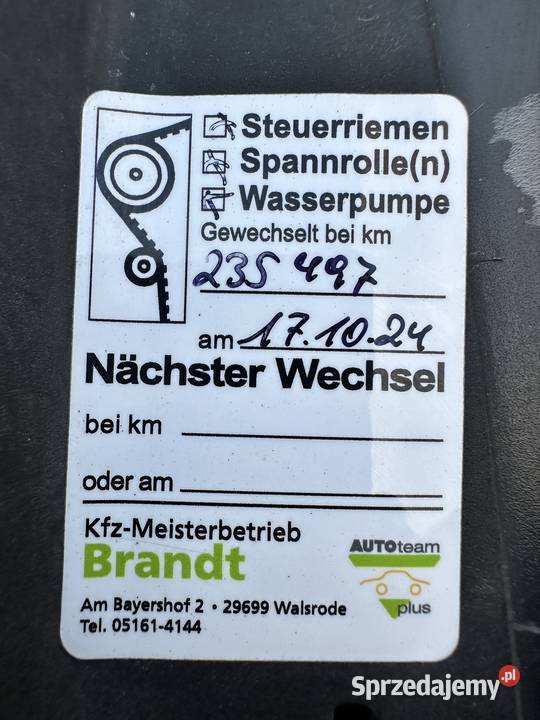 Steuerriemen
Spannrolle(n)
Wasserpumpe
Gewechselt bei km
235 497
am 17.10.24
Nächster Wechsel
bei km
oder am
Kfz-Meisterbetrieb
Brandt
AUTOteam
plus
Am Bayershof 2 • 29699 Walsrode
Tel. 05161-4144
Sprzedajemy.pl